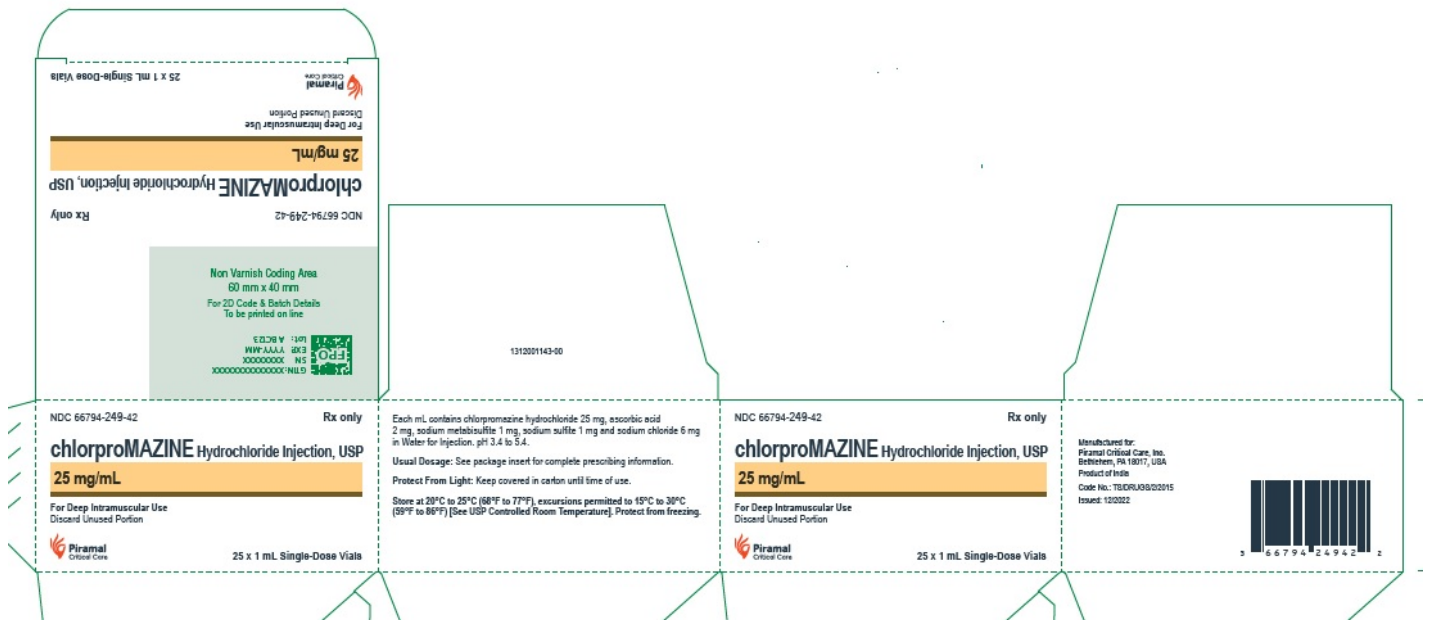 25 x 1 mL Single-Dose Vials
Piramal
Critical Care
For Deep Intramuscular Use
Discard Unused Portion
25 mg/mL
chlorproMAZINE Hydrochloride Injection, USP
NDC 66794-249-42
Rx only
Non Varnish Coding Area
60 mm x 40 mm
For 2D Code & Batch Details
To be printed on line
GTIN:XXXXXXXXXXXXXX
SN XXXXXXXX
EXP. YYYY-MM
Lot: ABC123
FPO
1312001143-00
NDC 66794-249-42
Rx only
chlorproMAZINE Hydrochloride Injection, USP
25 mg/mL
For Deep Intramuscular Use
Discard Unused Portion
Piramal
Critical Care
25 x 1 mL Single-Dose Vials
Each mL contains chlorpromazine hydrochloride 25 mg, ascorbic acid
2 mg, sodium metabisulfite 1 mg, sodium sulfite 1 mg and sodium chloride 6 mg
in Water for Injection. pH 3.4 to 5.4.
Usual Dosage: See package insert for complete prescribing information.
Protect From Light: Keep covered in carton until time of use.
Store at 20°C to 25°C (68°F to 77°F), excursions permitted to 15°C to 30°C
(59°F to 86°F) [See USP Controlled Room Temperature]. Protect from freezing.
NDC 66794-249-42
Rx only
chlorproMAZINE Hydrochloride Injection, USP
25 mg/mL
For Deep Intramuscular Use
Discard Unused Portion
Piramal
Critical Care
25 x 1 mL Single-Dose Vials
Manufactured for:
Piramal Critical Care, Inc.
Bethlehem, PA 18017, USA
Product of India
Code No.: TS/DRUGS/2/2015
Issued: 12/2022
3 66794 24942 2